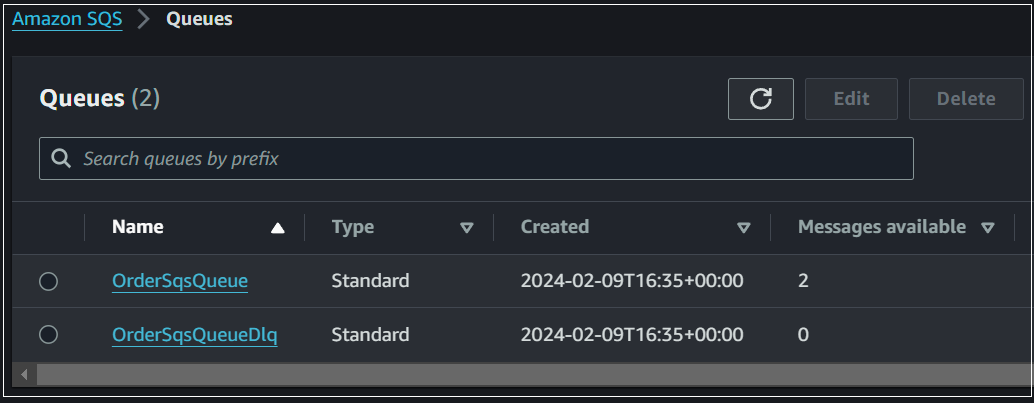 Amazon SQS > Queues
Queues (2)
Edit
Delete
Search queues by prefix
Name Type Created Messages available
OrderSqsQueue Standard 2024-02-09T16:35+00:00 2
OrderSqsQueueDlq Standard 2024-02-09T16:35+00:00 0